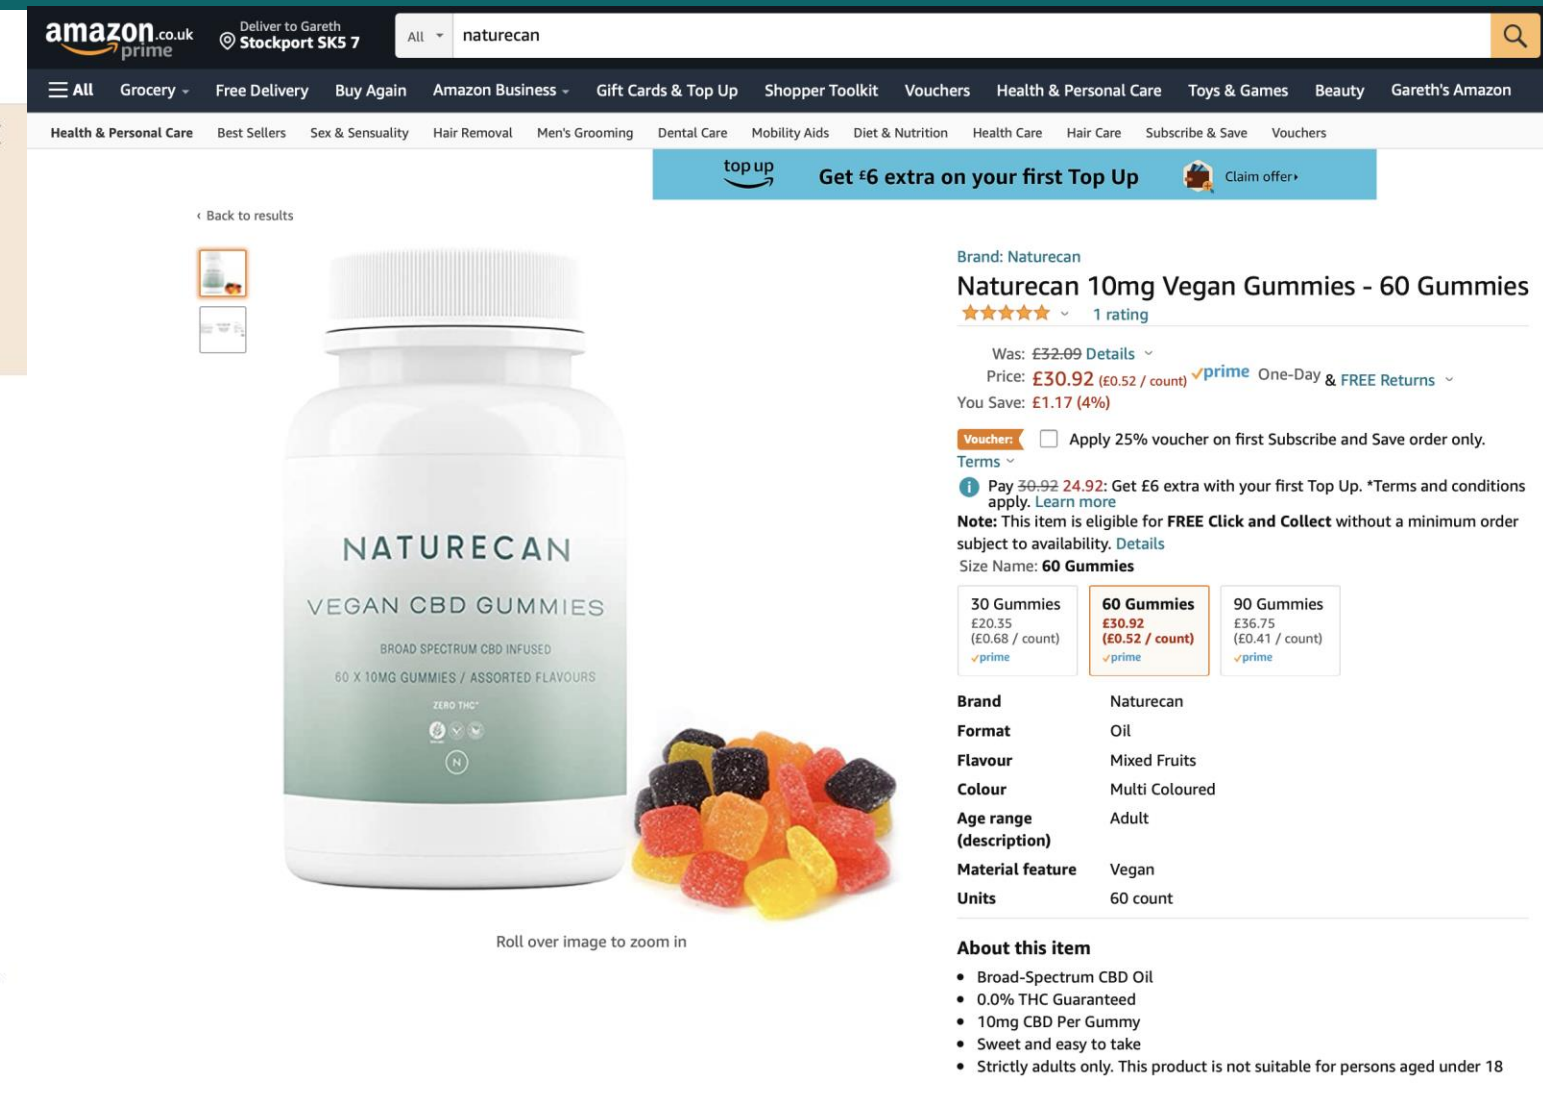 amazon.co.uk
prime
Deliver to Gareth
Stockport SK5 7
All
naturecan
All
Grocery
Free Delivery
Buy Again
Amazon Business
Gift Cards & Top Up
Shopper Toolkit
Vouchers
Health & Personal Care
Toys & Games
Beauty
Gareth's Amazon
Health & Personal Care
Best Sellers
Sex & Sensuality
Hair Removal
Men's Grooming
Dental Care
Mobility Aids
Diet & Nutrition
Health Care
Hair Care
Subscribe & Save
Vouchers
top up
Get £6 extra on your first Top Up
Claim offer
‹ Back to results
NATURECAN
VEGAN CBD GUMMIES
BROAD SPECTRUM CBD INFUSED
60 X 10MG GUMMIES / ASSORTED FLAVOURS
ZERO THC™
N
Roll over image to zoom in
Brand: Naturecan
Naturecan 10mg Vegan Gummies - 60 Gummies
1 rating
Was: £32.09 Details
Price: £30.92 (£0.52 / count) prime One-Day & FREE Returns
You Save: £1.17 (4%)
Voucher: Apply 25% voucher on first Subscribe and Save order only.
Terms
i Pay 30.92 24.92: Get £6 extra with your first Top Up. *Terms and conditions
apply. Learn more
Note: This item is eligible for FREE Click and Collect without a minimum order
subject to availability. Details
Size Name: 60 Gummies
30 Gummies
£20.35
(£0.68 / count)
prime
60 Gummies
£30.92
(£0.52 / count)
prime
90 Gummies
£36.75
(£0.41 / count)
prime
Brand Naturecan
Format Oil
Flavour Mixed Fruits
Colour Multi Coloured
Age range Adult
(description)
Material feature Vegan
Units 60 count
About this item
• Broad-Spectrum CBD Oil
• 0.0% THC Guaranteed
• 10mg CBD Per Gummy
• Sweet and easy to take
• Strictly adults only. This product is not suitable for persons aged under 18